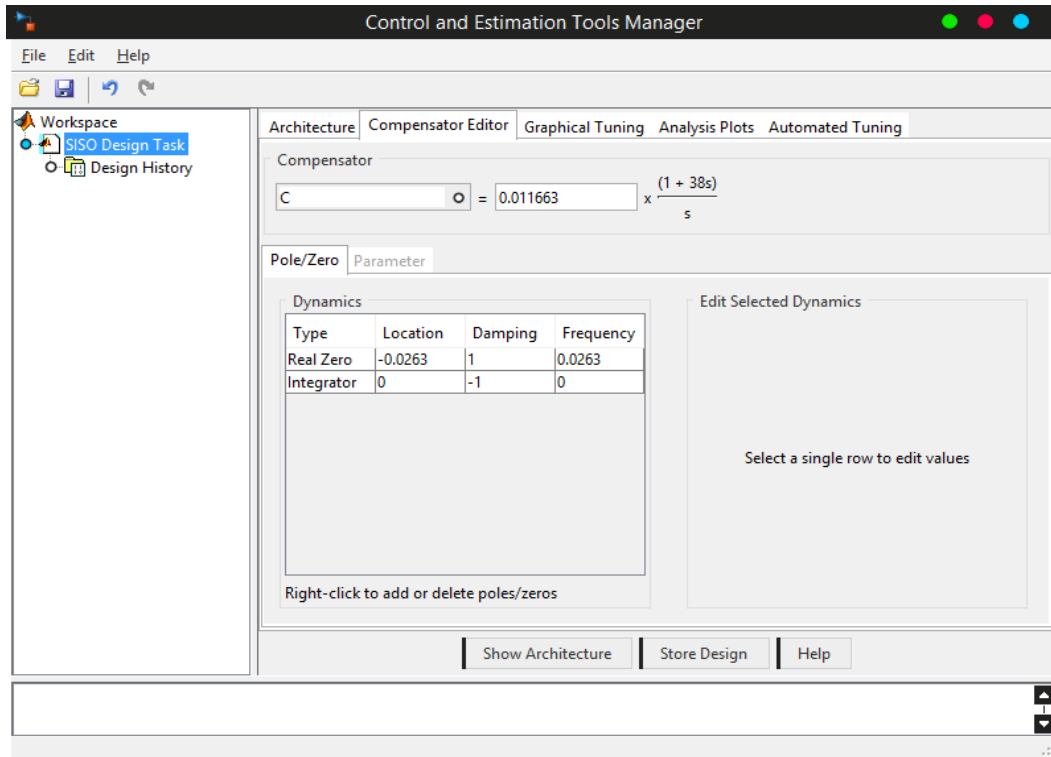 Control and Estimation Tools Manager
File Edit Help
Workspace
SISO Design Task
Design History
Architecture Compensator Editor Graphical Tuning Analysis Plots Automated Tuning
Compensator
C = 0.011663 x (1 + 38s)
s
Pole/Zero Parameter
Dynamics
Type Location Damping Frequency
Real Zero -0.0263 1 0.0263
Integrator 0 -1 0
Right-click to add or delete poles/zeros
Edit Selected Dynamics
Select a single row to edit values
Show Architecture Store Design Help